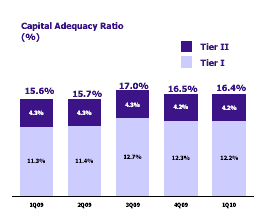 Capital Adequacy Ratio
(%)
Tier II
Tier I
15.6% 15.7% 17.0% 16.5% 16.4%
4.3% 4.3% 4.3% 4.2% 4.2%
11.3% 11.4% 12.7% 12.3% 12.2%
1Q09 2Q09 3Q09 4Q09 1Q10